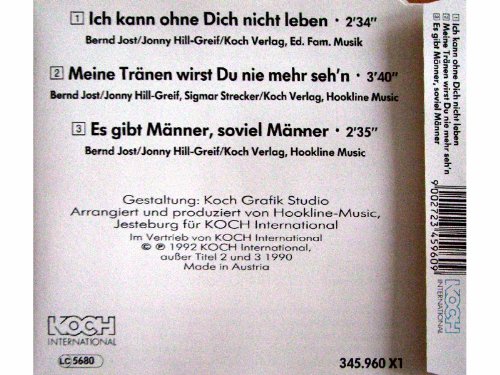 1 Ich kann ohne Dich nicht leben · 2'34"
Bernd Jost/Jonny Hill-Greif/Koch Verlag, Ed. Fam. Musik
2 Meine Tränen wirst Du nie mehr seh'n · 3'40"
Bernd Jost/Jonny Hill-Greif, Sigmar Strecker/Koch Verlag, Hookline Music
3 Es gibt Männer, soviel Männer · 2'35"
Bernd Jost/Jonny Hill-Greif/Koch Verlag, Hookline Music
Gestaltung: Koch Grafik Studio
Arrangiert und produziert von Hookline-Music,
Jesteburg für KOCH International
Im Vertrieb von KOCH International
© ℗ 1992 KOCH International,
außer Titel 2 und 3 1990
Made in Austria
KOCH
INTERNATIONAL
LC 5680
345.960 X1
1 Ich kann ohne Dich nicht leben
2 Meine Tränen wirst Du nie mehr seh'n
3 Es gibt Männer, soviel Männer
9 002723 459609
KOCH
INTERNATIONAL